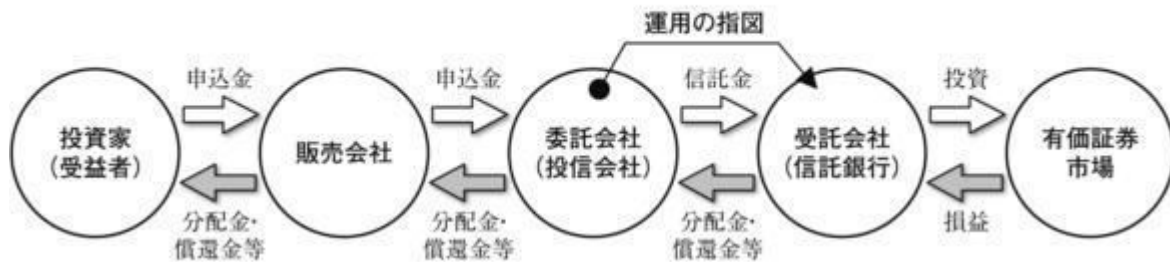 運用の指図
申込金
申込金
信託金
投資
投資家
(受益者)
販売会社
委託会社
(投信会社)
受託会社
(信託銀行)
有価証券
市場
分配金・
償還金等
分配金・
償還金等
分配金・
償還金等
損益